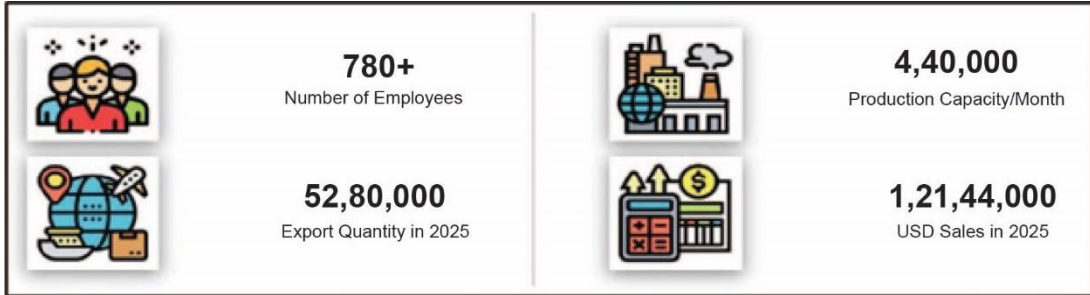 780+
Number of Employees
4,40,000
Production Capacity/Month
52,80,000
Export Quantity in 2025
1,21,44,000
USD Sales in 2025